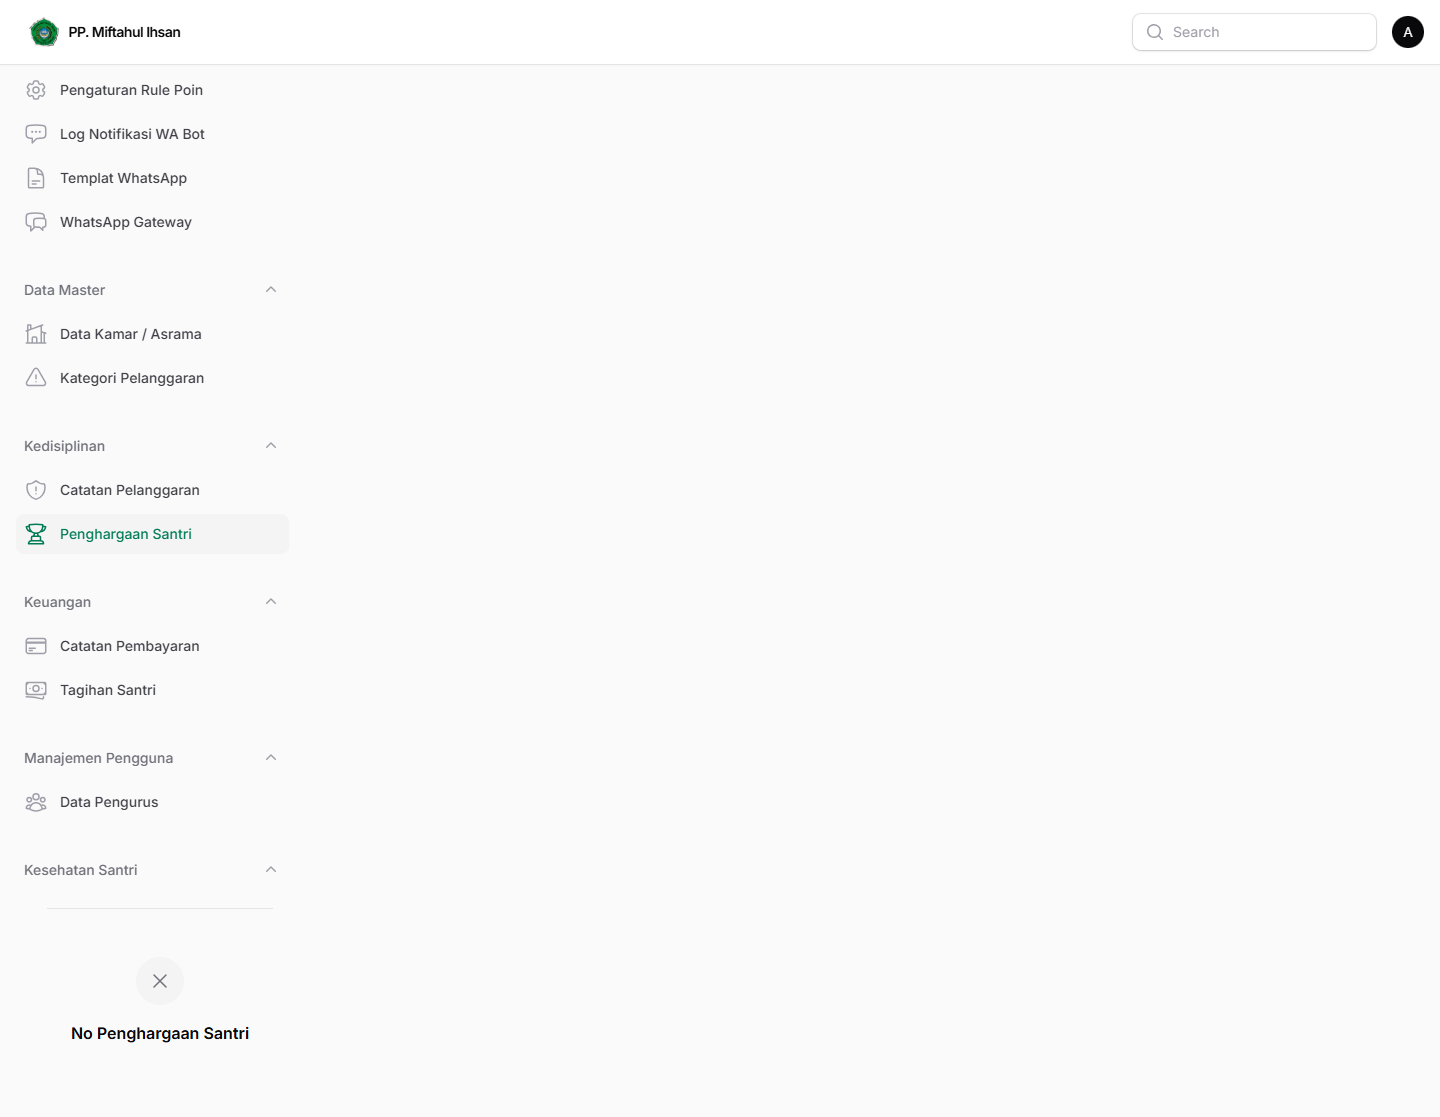 PP. Miftahul Ihsan
Search
A
Pengaturan Rule Poin
Log Notifikasi WA Bot
Templat WhatsApp
WhatsApp Gateway
Data Master
Data Kamar / Asrama
Kategori Pelanggaran
Kedisiplinan
Catatan Pelanggaran
Penghargaan Santri
Keuangan
Catatan Pembayaran
Tagihan Santri
Manajemen Pengguna
Data Pengurus
Kesehatan Santri
No Penghargaan Santri